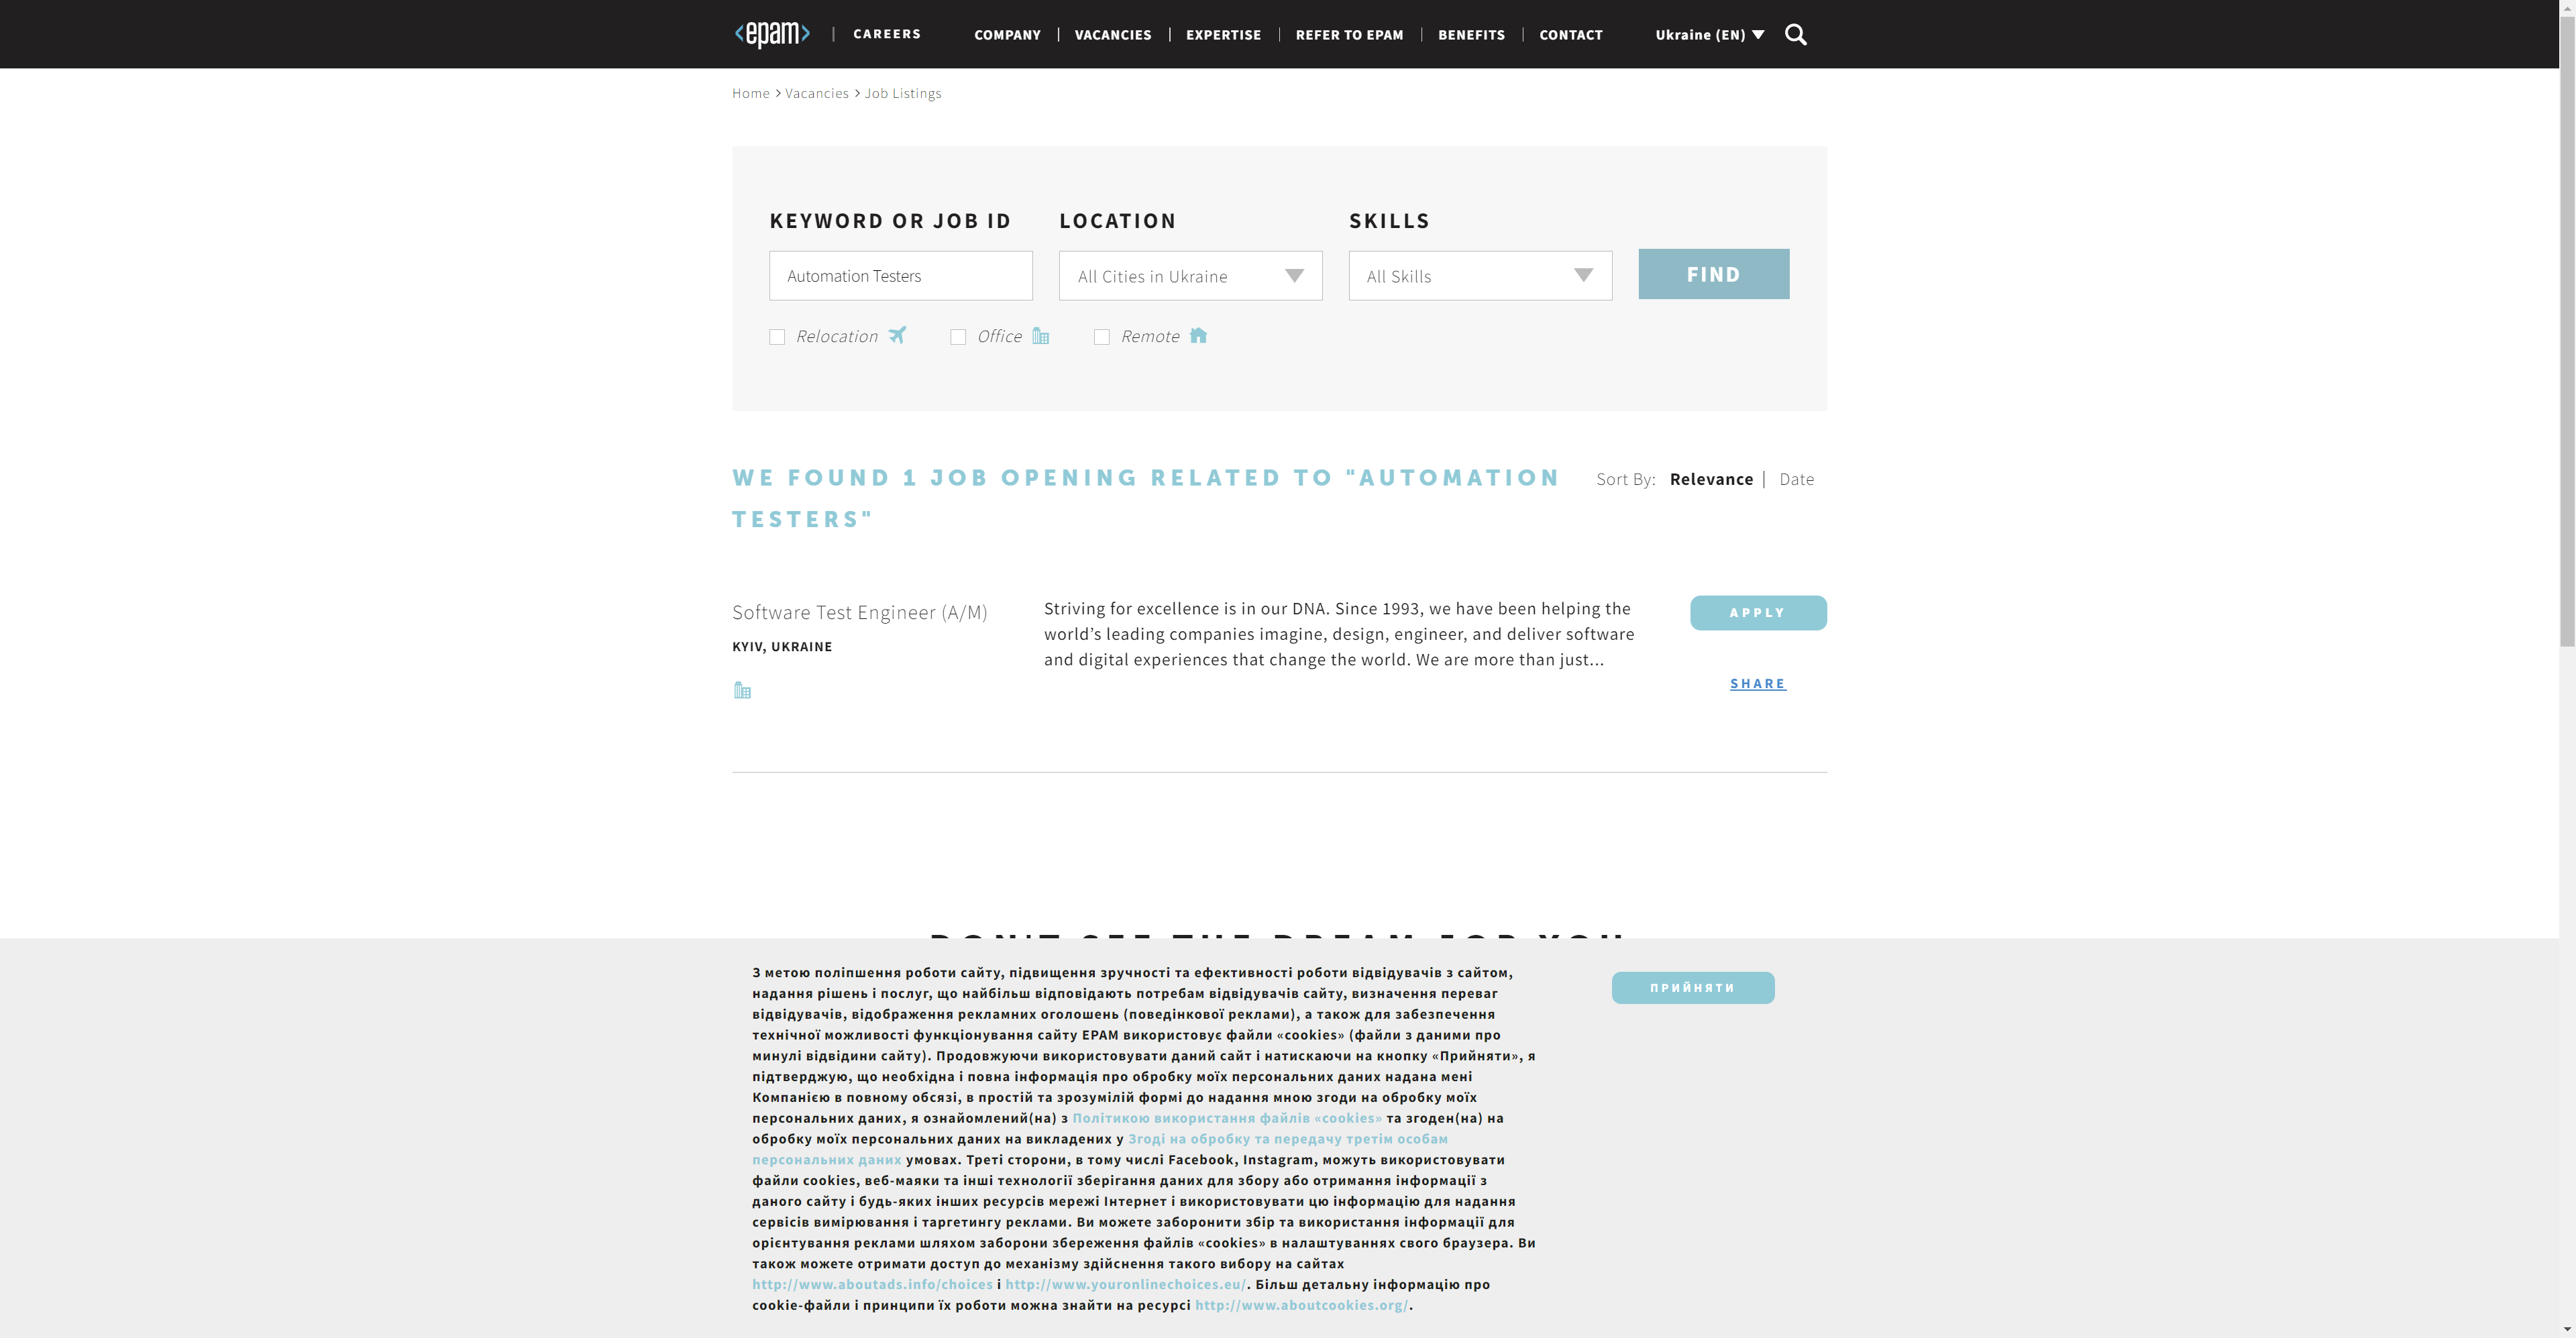 <epam> | CAREERS COMPANY | VACANCIES | EXPERTISE | REFER TO EPAM | BENEFITS | CONTACT Ukraine (EN)
Home > Vacancies > Job Listings
KEYWORD OR JOB ID LOCATION SKILLS
Automation Testers All Cities in Ukraine All Skills FIND
Relocation Office Remote
WE FOUND 1 JOB OPENING RELATED TO "AUTOMATION
TESTERS"
Sort By: Relevance | Date
Software Test Engineer (A/M)
KYIV, UKRAINE
Striving for excellence is in our DNA. Since 1993, we have been helping the
world’s leading companies imagine, design, engineer, and deliver software
and digital experiences that change the world. We are more than just...
APPLY
SHARE
DON'T SEE THE DREAM JOB YOU
З метою поліпшення роботи сайту, підвищення зручності та ефективності роботи відвідувачів з сайтом,
надання рішень і послуг, що найбільш відповідають потребам відвідувачів сайту, визначення переваг
відвідувачів, відображення рекламних оголошень (поведінкової реклами), а також для забезпечення
технічної можливості функціонування сайту EPAM використовує файли «cookies» (файли з даними про
минулі відвідини сайту). Продовжуючи використовувати даний сайт і натискаючи на кнопку «Прийняти», я
підтверджую, що необхідна і повна інформація про обробку моїх персональних даних надана мені
Компанією в повному обсязі, в простій та зрозумілій формі до надання мною згоди на обробку моїх
персональних даних, я ознайомлений(на) з Політикою використання файлів «cookies» та згоден(на) на
обробку моїх персональних даних на викладених у Згоді на обробку та передачу третім особам
персональних даних умовах. Треті сторони, в тому числі Facebook, Instagram, можуть використовувати
файли cookies, веб-маяки та інші технології зберігання даних для збору або отримання інформації з
даного сайту і будь-яких інших ресурсів мережі Інтернет і використовувати цю інформацію для надання
сервісів вимірювання і таргетингу реклами. Ви можете заборонити збір та використання інформації для
орієнтування реклами шляхом заборони збереження файлів «cookies» в налаштуваннях свого браузера. Ви
також можете отримати доступ до механізму здійснення такого вибору на сайтах
http://www.aboutads.info/choices і http://www.youronlinechoices.eu/. Більш детальну інформацію про
cookie-файли і принципи їх роботи можна знайти на ресурсі http://www.aboutcookies.org/.
ПРИЙНЯТИ